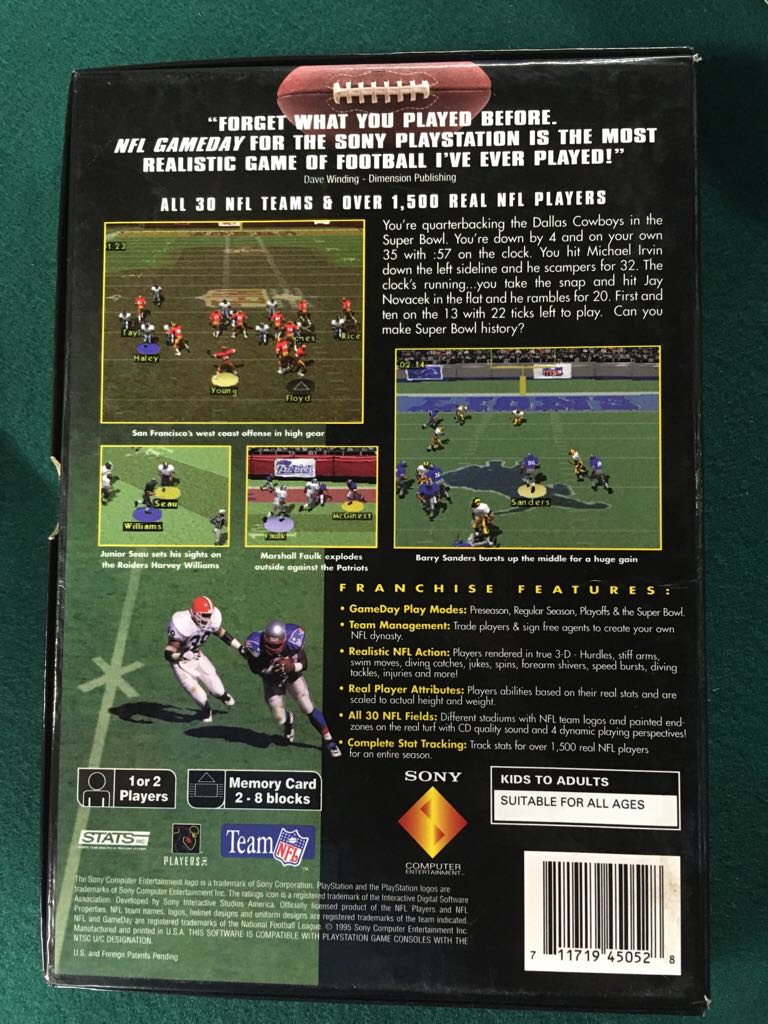 "FORGET WHAT YOU PLAYED BEFORE.
NFL GAMEDAY FOR THE SONY PLAYSTATION IS THE MOST
REALISTIC GAME OF FOOTBALL I'VE EVER PLAYED!"
Dave Winding - Dimension Publishing
ALL 30 NFL TEAMS & OVER 1,500 REAL NFL PLAYERS
You're quarterbacking the Dallas Cowboys in the
Super Bowl. You're down by 4 and on your own
35 with :57 on the clock. You hit Michael Irvin
down the left sideline and he scampers for 32. The
clock's running...you take the snap and hit Jay
Novacek in the flat and he rambles for 20. First and
ten on the 13 with 22 ticks left to play. Can you
make Super Bowl history?
1:23
Tayl
Haley
Young
Floyd
Rice
San Francisco's west coast offense in high gear
02:14
Sanders
Barry Sanders bursts up the middle for a huge gain
Seau
Williams
Junior Seau sets his sights on
the Raiders Harvey Williams
Patriots
McGinest
Faulk
Marshall Faulk explodes
outside against the Patriots
FRANCHISE FEATURES:
• GameDay Play Modes: Preseason, Regular Season, Playoffs & the Super Bowl.
• Team Management: Trade players & sign free agents to create your own
NFL dynasty.
• Realistic NFL Action: Players rendered in true 3-D - Hurdles, stiff arms,
swim moves, diving catches, jukes, spins, forearm shivers, speed bursts, diving
tackles, injuries and more!
• Real Player Attributes: Players abilities based on their real stats and are
scaled to actual height and weight.
• All 30 NFL Fields: Different stadiums with NFL team logos and painted end-
zones on the real turf with CD quality sound and 4 dynamic playing perspectives!
• Complete Stat Tracking: Track stats for over 1,500 real NFL players
for an entire season.
1 or 2
Players
Memory Card
2 - 8 blocks
SONY
COMPUTER
ENTERTAINMENT
KIDS TO ADULTS
SUITABLE FOR ALL AGES
STATS INC
PLAYERS INC
Team NFL
The Sony Computer Entertainment logo is a trademark of Sony Corporation. PlayStation and the PlayStation logos are
trademarks of Sony Computer Entertainment Inc. The ratings icon is a registered trademark of the Interactive Digital Software
Association. Developed by Sony Interactive Studios America. Officially licensed product of the NFL Players and NFL
Properties. NFL team names, logos, helmet designs and uniform designs are registered trademarks of the team indicated.
NFL and GameDay are registered trademarks of the National Football League. © 1995 Sony Computer Entertainment Inc.
Manufactured and printed in U.S.A. THIS SOFTWARE IS COMPATIBLE WITH PLAYSTATION GAME CONSOLES WITH THE
NTSC U/C DESIGNATION.
U.S. and Foreign Patents Pending
7 11719 45052 8